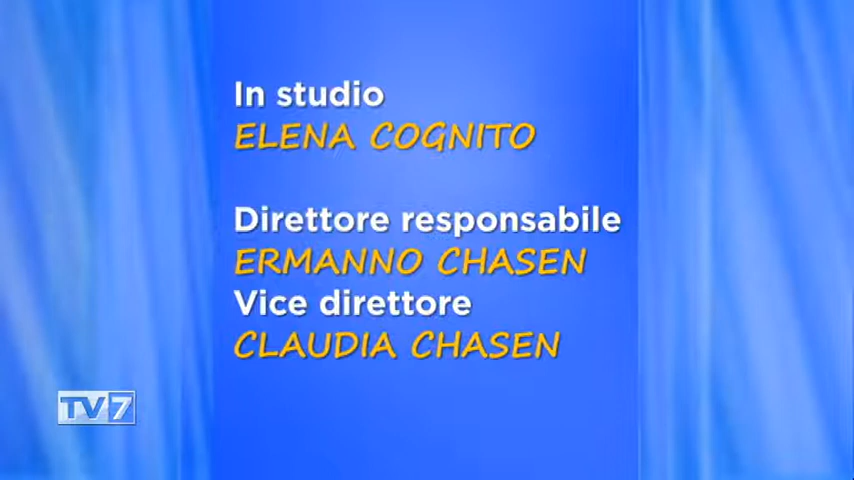 In studio
ELENA COGNITO
Direttore responsabile
ERMANNO CHASEN
Vice direttore
CLAUDIA CHASEN
TV7